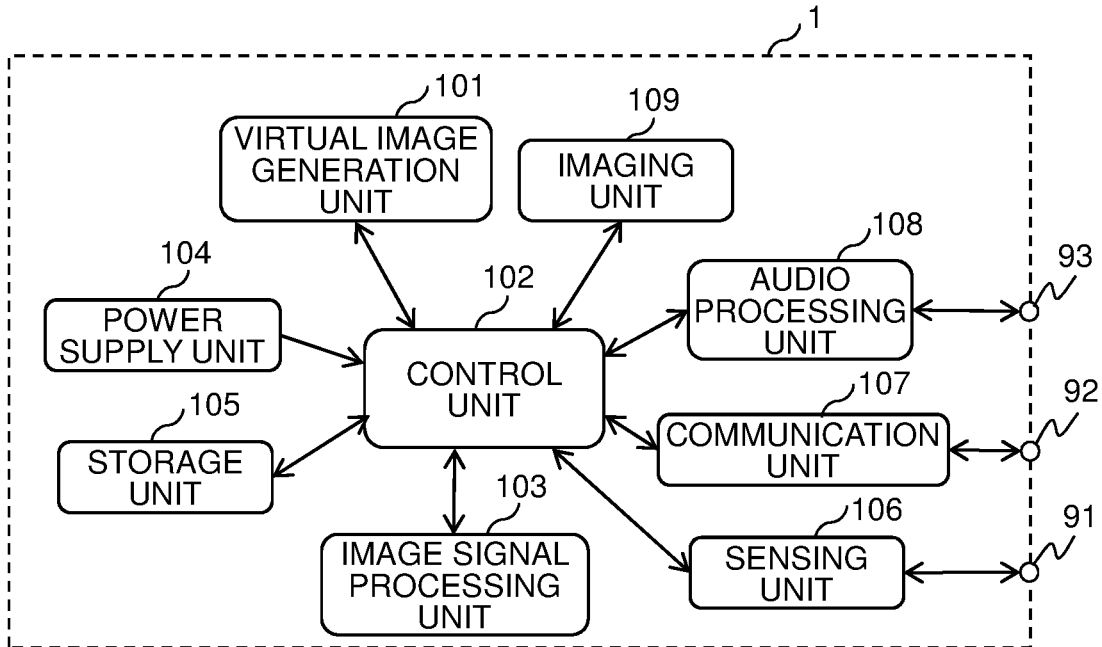 1
101
VIRTUAL IMAGE
GENERATION
UNIT
109
IMAGING
UNIT
108
AUDIO
PROCESSING
UNIT
93
104
POWER
SUPPLY UNIT
102
CONTROL
UNIT
107
COMMUNICATION
UNIT
92
105
STORAGE
UNIT
103
IMAGE SIGNAL
PROCESSING
UNIT
106
SENSING
UNIT
91